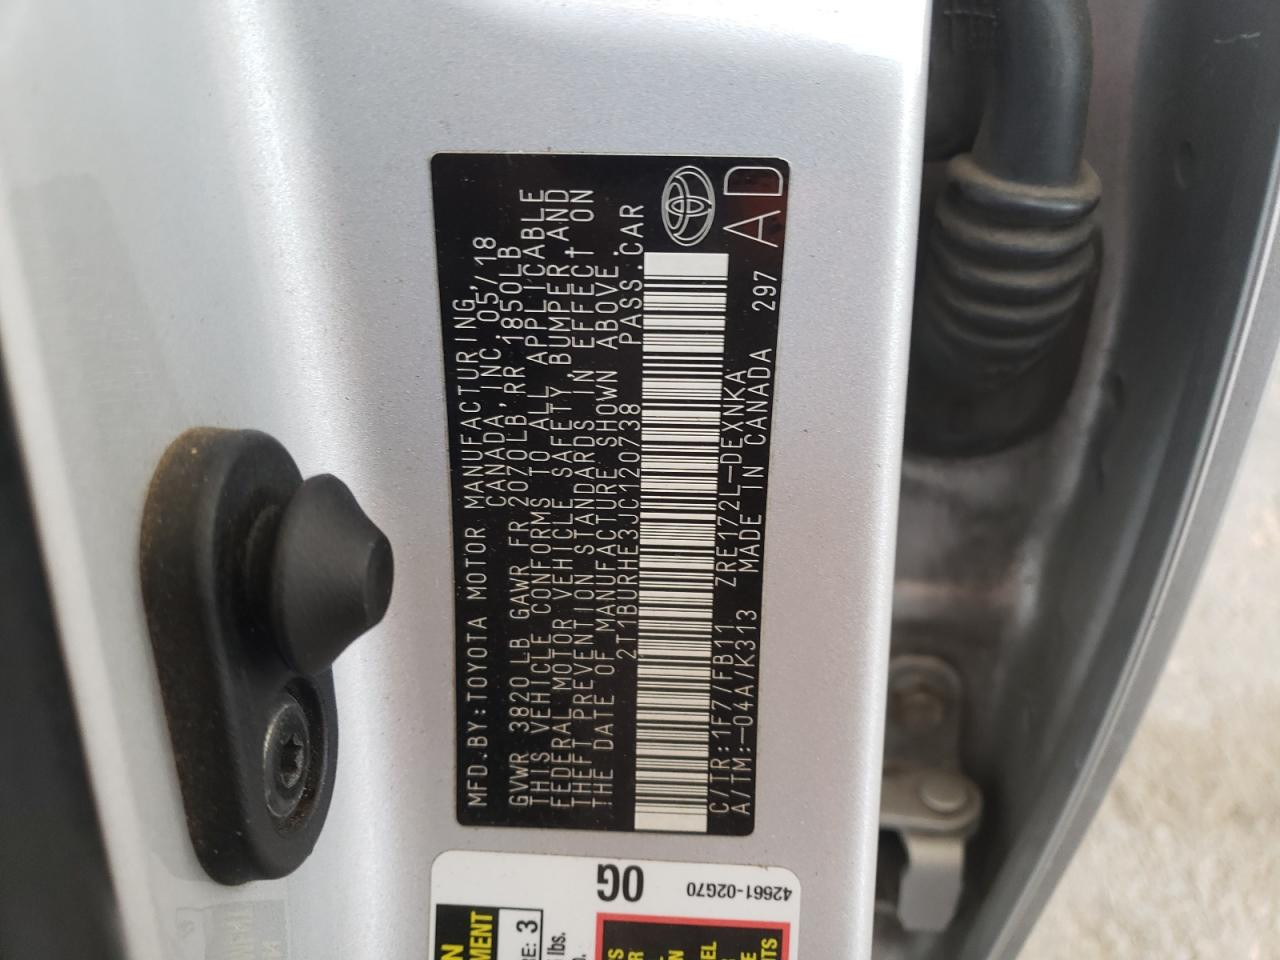 MFD.BY:TOYOTA MOTOR MANUFACTURING,
CANADA,INC. 05/18
GVWR 3820LB GAWR FR 2070LB RR 1850LB
THIS VEHICLE CONFORMS TO ALL APPLICABLE
FEDERAL MOTOR VEHICLE SAFETY, BUMPER, AND
THEFT PREVENTION STANDARDS IN EFFECT ON
THE DATE OF MANUFACTURE SHOWN ABOVE.
2T1BURHE3JC120738 PASS.CAR
C/TR:1F7/FB11 ZRE172L-DEXNKA
A/TM:-04A/K313 MADE IN CANADA 297
AD
0G
42661-02G70
3
lbs.